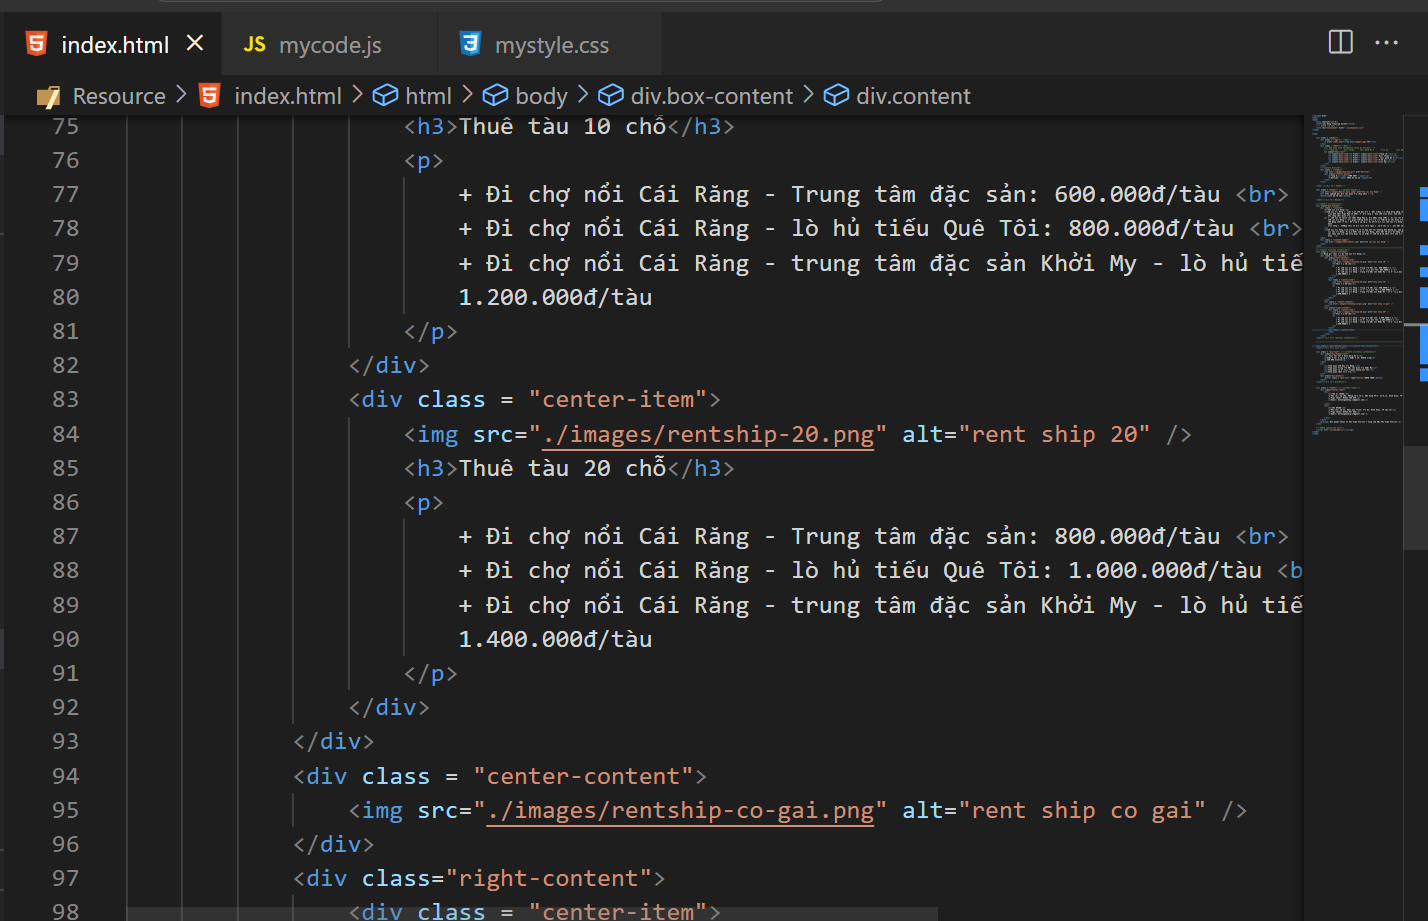 index.html
JS mycode.js
mystyle.css
Resource > index.html > html > body > div.box-content > div.content
75 <h3>Thuê tàu 10 chỗ</h3>
76 <p>
77 + Đi chợ nổi Cái Răng - Trung tâm đặc sản: 600.000đ/tàu <br>
78 + Đi chợ nổi Cái Răng - lò hủ tiếu Quê Tôi: 800.000đ/tàu <br>
79 + Đi chợ nổi Cái Răng - trung tâm đặc sản Khởi My - lò hủ tiế
80 1.200.000đ/tàu
81 </p>
82 </div>
83 <div class = "center-item">
84 <img src="./images/rentship-20.png" alt="rent ship 20" />
85 <h3>Thuê tàu 20 chỗ</h3>
86 <p>
87 + Đi chợ nổi Cái Răng - Trung tâm đặc sản: 800.000đ/tàu <br>
88 + Đi chợ nổi Cái Răng - lò hủ tiếu Quê Tôi: 1.000.000đ/tàu <b
89 + Đi chợ nổi Cái Răng - trung tâm đặc sản Khởi My - lò hủ tiế
90 1.400.000đ/tàu
91 </p>
92 </div>
93 </div>
94 <div class = "center-content">
95 <img src="./images/rentship-co-gai.png" alt="rent ship co gai" />
96 </div>
97 <div class="right-content">
98 <div class = "center-item">